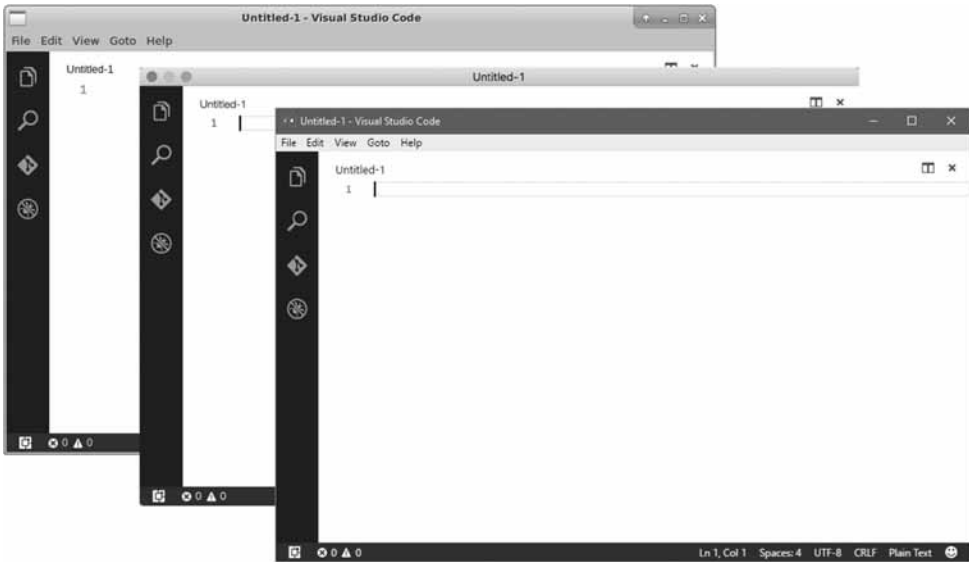 Untitled-1 - Visual Studio Code
File Edit View Goto Help
Untitled-1
1
0 0
Untitled-1
Untitled-1
1
0 0
Untitled-1 - Visual Studio Code
File Edit View Goto Help
Untitled-1
1
0 0 Ln 1, Col 1 Spaces: 4 UTF-8 CRLF Plain Text